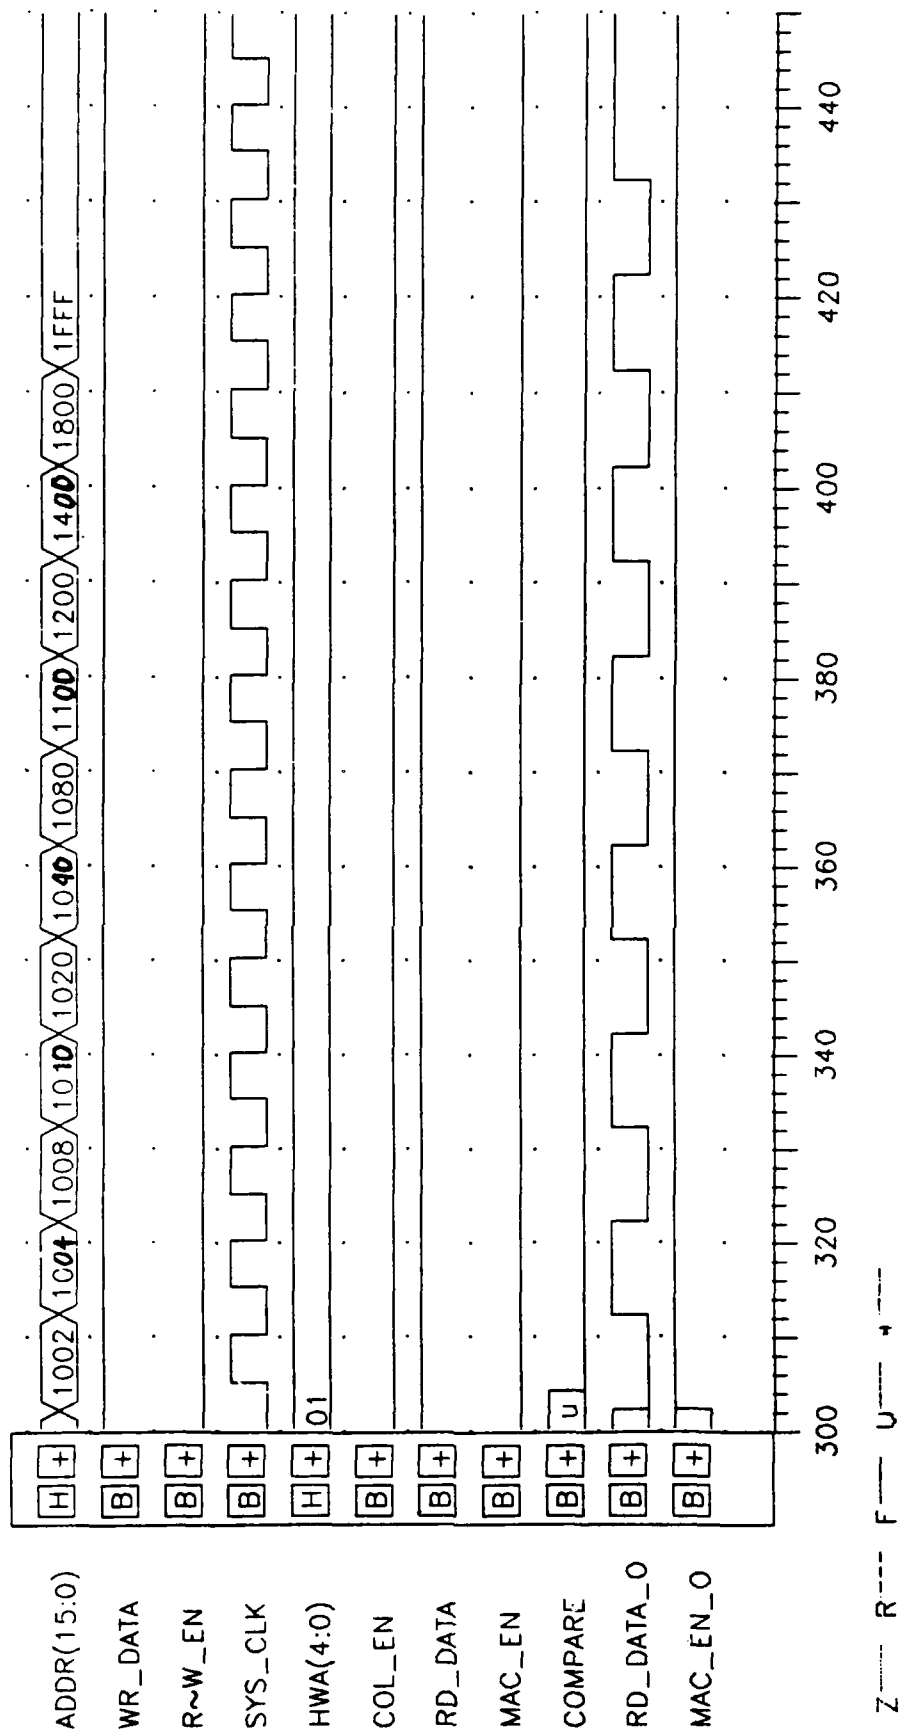 ADDR(15:0) H + 1002 1004 1008 1010 1020 1040 1080 1100 1200 1400 1800 1FFF
WR_DATA B +
R~W_EN B +
SYS_CLK B +
HWA(4:0) H + 01
COL_EN B +
RD_DATA B +
MAC_EN B +
COMPARE B + u
RD_DATA_O B +
MAC_EN_O B +
300 320 340 360 380 400 420 440
Z R F U